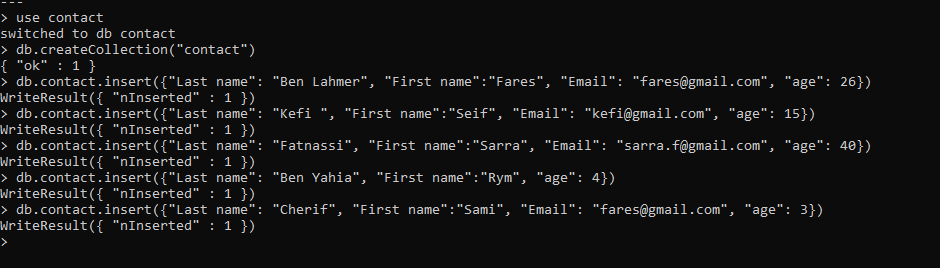 ---
> use contact
switched to db contact
> db.createCollection("contact")
{ "ok" : 1 }
> db.contact.insert({"Last name": "Ben Lahmer", "First name":"Fares", "Email": "fares@gmail.com", "age": 26})
WriteResult({ "nInserted" : 1 })
> db.contact.insert({"Last name": "Kefi ", "First name":"Seif", "Email": "kefi@gmail.com", "age": 15})
WriteResult({ "nInserted" : 1 })
> db.contact.insert({"Last name": "Fatnassi", "First name":"Sarra", "Email": "sarra.f@gmail.com", "age": 40})
WriteResult({ "nInserted" : 1 })
> db.contact.insert({"Last name": "Ben Yahia", "First name":"Rym", "age": 4})
WriteResult({ "nInserted" : 1 })
> db.contact.insert({"Last name": "Cherif", "First name":"Sami", "Email": "fares@gmail.com", "age": 3})
WriteResult({ "nInserted" : 1 })
>